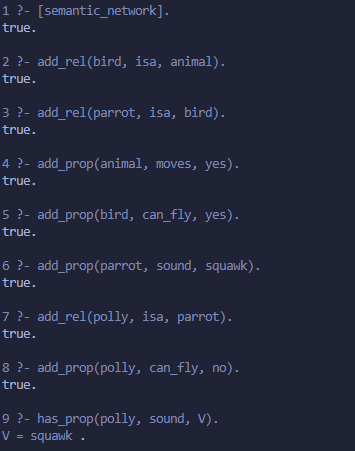 1 ?- [semantic_network].
true.
2 ?- add_rel(bird, isa, animal).
true.
3 ?- add_rel(parrot, isa, bird).
true.
4 ?- add_prop(animal, moves, yes).
true.
5 ?- add_prop(bird, can_fly, yes).
true.
6 ?- add_prop(parrot, sound, squawk).
true.
7 ?- add_rel(polly, isa, parrot).
true.
8 ?- add_prop(polly, can_fly, no).
true.
9 ?- has_prop(polly, sound, V).
V = squawk .